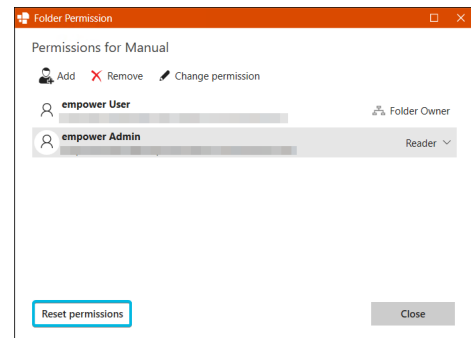 Folder Permission
Permissions for Manual
Add Remove Change permission
empower User
Folder Owner
empower Admin
Reader
Reset permissions Close